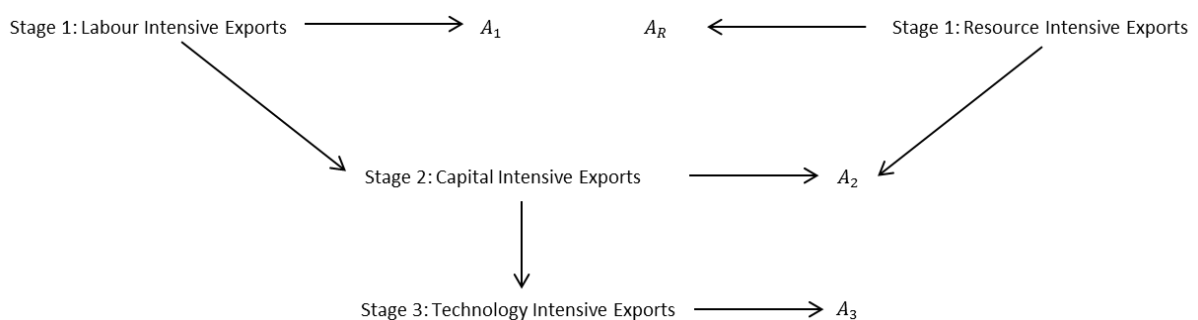 Stage 1: Labour Intensive Exports A₁ A_R Stage 1: Resource Intensive Exports
Stage 2: Capital Intensive Exports A₂
Stage 3: Technology Intensive Exports A₃